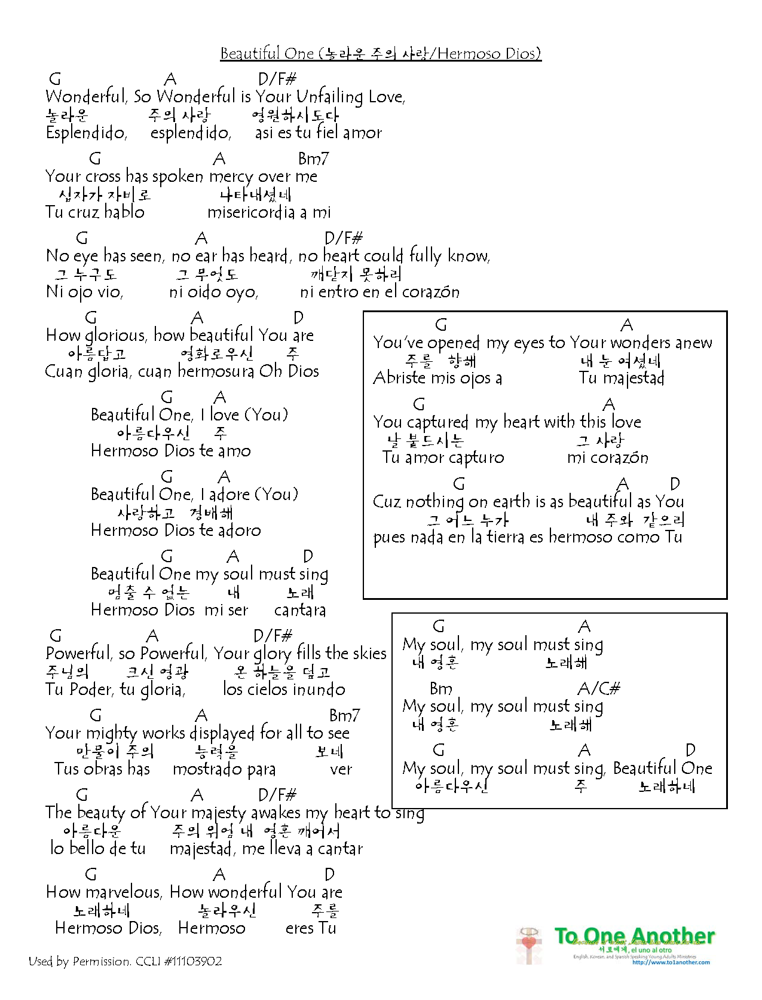 Beautiful One (놀라운 주의 사랑/Hermoso Dios)
G A D/F#
Wonderful, So Wonderful is Your Unfailing Love,
놀라운 주의 사랑 영원하시도다
Esplendido, esplendido, asi es tu fiel amor
G A Bm7
Your cross has spoken mercy over me
십자가 자비로 나타내셨네
Tu cruz hablo misericordia a mi
G A D/F#
No eye has seen, no ear has heard, no heart could fully know,
그 누구도 그 무엇도 깨닫지 못하리
Ni ojo vio, ni oido oyo, ni entro en el corazón
G A D
How glorious, how beautiful You are
아름답고 영화로우신 주
Cuan gloria, cuan hermosura Oh Dios
G A
Beautiful One, I love (You)
아름다우신 주
Hermoso Dios te amo
G A
Beautiful One, I adore (You)
사랑하고 경배해
Hermoso Dios te adoro
G A D
Beautiful One my soul must sing
멈출 수 없는 내 노래
Hermoso Dios mi ser cantara
G A D/F#
Powerful, so Powerful, Your glory fills the skies
주님의 크신 영광 온 하늘을 덮고
Tu Poder, tu gloria, los cielos inundo
G A Bm7
Your mighty works displayed for all to see
만물이 주의 능력을 보네
Tus obras has mostrado para ver
G A D/F#
The beauty of Your majesty awakes my heart to sing
아름다운 주의 위엄 내 영혼 깨어서
lo bello de tu majestad, me lleva a cantar
G A D
How marvelous, How wonderful You are
노래하네 놀라우신 주를
Hermoso Dios, Hermoso eres Tu
G A
You've opened my eyes to Your wonders anew
주를 향해 내 눈 여셨네
Abriste mis ojos a Tu majestad
G A
You captured my heart with this love
날 붙드시는 그 사랑
Tu amor capturo mi corazón
G A D
Cuz nothing on earth is as beautiful as You
그 어느 누가 내 주와 같으리
pues nada en la tierra es hermoso como Tu
G A
My soul, my soul must sing
내 영혼 노래해
Bm A/C#
My soul, my soul must sing
내 영혼 노래해
G A D
My soul, my soul must sing, Beautiful One
아름다우신 주 노래하네
Used by Permission. CCLI #11103902
To One Another
서로에게, el uno al otro
English, Korean, and Spanish Speaking Young Adults Ministries
http://www.to1another.com